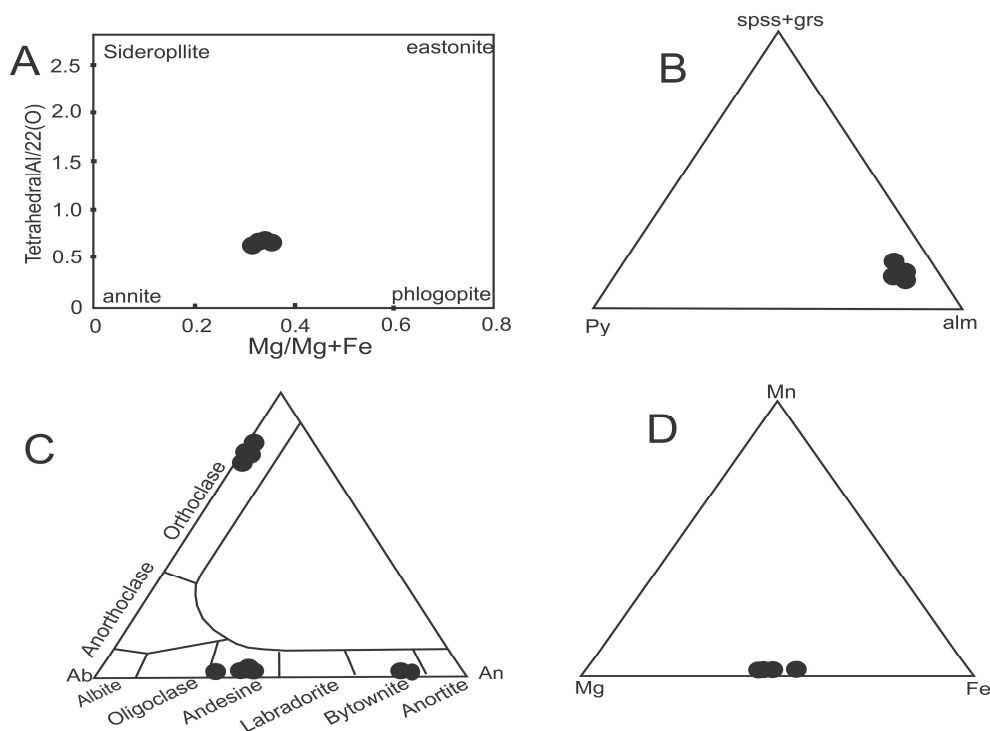 A
Sideropllite
eastonite
2.5
2.0
1.5
1.0
0.5
0
TetrahedralAl/22(O)
annite
phlogopite
0
0.2
0.4
0.6
0.8
Mg/Mg+Fe
B
spss+grs
Py
alm
C
Orthoclase
Anorthoclase
Ab
An
Albite
Oligoclase
Andesine
Labradorite
Bytownite
Anortite
D
Mn
Mg
Fe